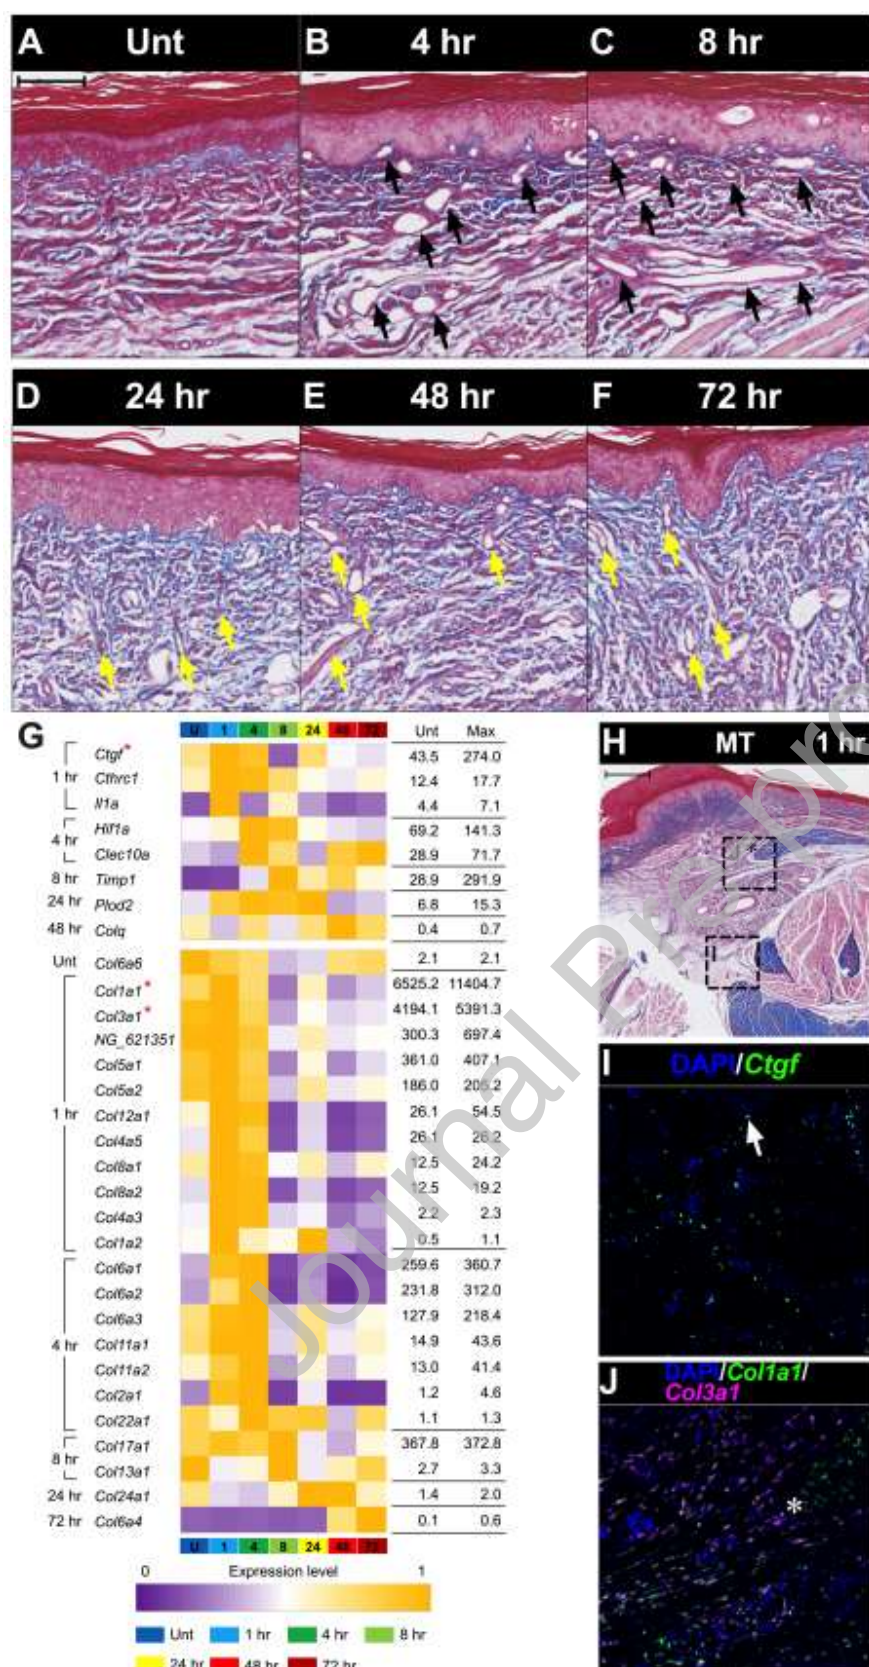 A Unt B 4 hr C 8 hr
D 24 hr E 48 hr F 72 hr
G U 1 4 8 24 48 72 Unt Max
1 hr
Ctgf* 43.5 274.0
Cthrc1 12.4 17.7
Il1a 4.4 7.1
4 hr
Hif1a 69.2 141.3
Clec10a 28.9 71.7
8 hr Timp1 28.9 291.9
24 hr Plod2 6.8 15.3
48 hr Colq 0.4 0.7
Unt Col6a6 2.1 2.1
1 hr
Col1a1* 6525.2 11404.7
Col3a1* 4194.1 5391.3
NG_621351 300.3 697.4
Col5a1 361.0 407.1
Col5a2 186.0 205.2
Col12a1 26.1 54.5
Col4a5 26.1 26.2
Col8a1 12.5 24.2
Col8a2 12.5 19.2
Col4a3 2.2 2.3
Col1a2 0.5 1.1
4 hr
Col6a1 259.6 360.7
Col6a2 231.8 312.0
Col6a3 127.9 218.4
Col11a1 14.9 43.6
Col11a2 13.0 41.4
Col2a1 1.2 4.6
Col22a1 1.1 1.3
8 hr
Col17a1 367.8 372.8
Col13a1 2.7 3.3
24 hr Col24a1 1.4 2.0
72 hr Col6a4 0.1 0.6
U 1 4 8 24 48 72
0 Expression level 1
Unt 1 hr 4 hr 8 hr
24 hr 48 hr 72 hr
H MT 1 hr
J *
I
I DAPI/Ctgf
J DAPI/Col1a1/
Col3a1
*
Journal Pre-pro